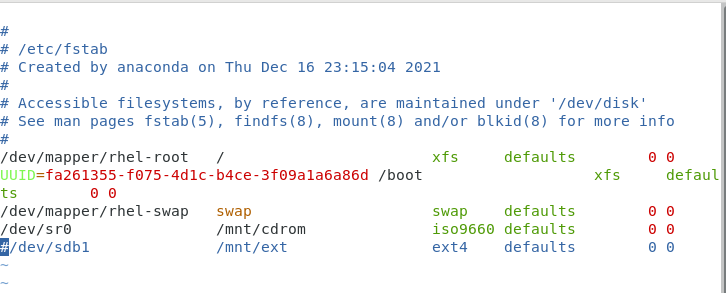 #
# /etc/fstab
# Created by anaconda on Thu Dec 16 23:15:04 2021
#
# Accessible filesystems, by reference, are maintained under '/dev/disk'
# See man pages fstab(5), findfs(8), mount(8) and/or blkid(8) for more info
#
/dev/mapper/rhel-root   /                       xfs     defaults        0 0
UUID=fa261355-f075-4d1c-b4ce-3f09a1a6a86d /boot                   xfs     defaul
ts        0 0
/dev/mapper/rhel-swap   swap                    swap    defaults        0 0
/dev/sr0                /mnt/cdrom              iso9660 defaults        0 0
#/dev/sdb1              /mnt/ext                ext4    defaults        0 0
~
~